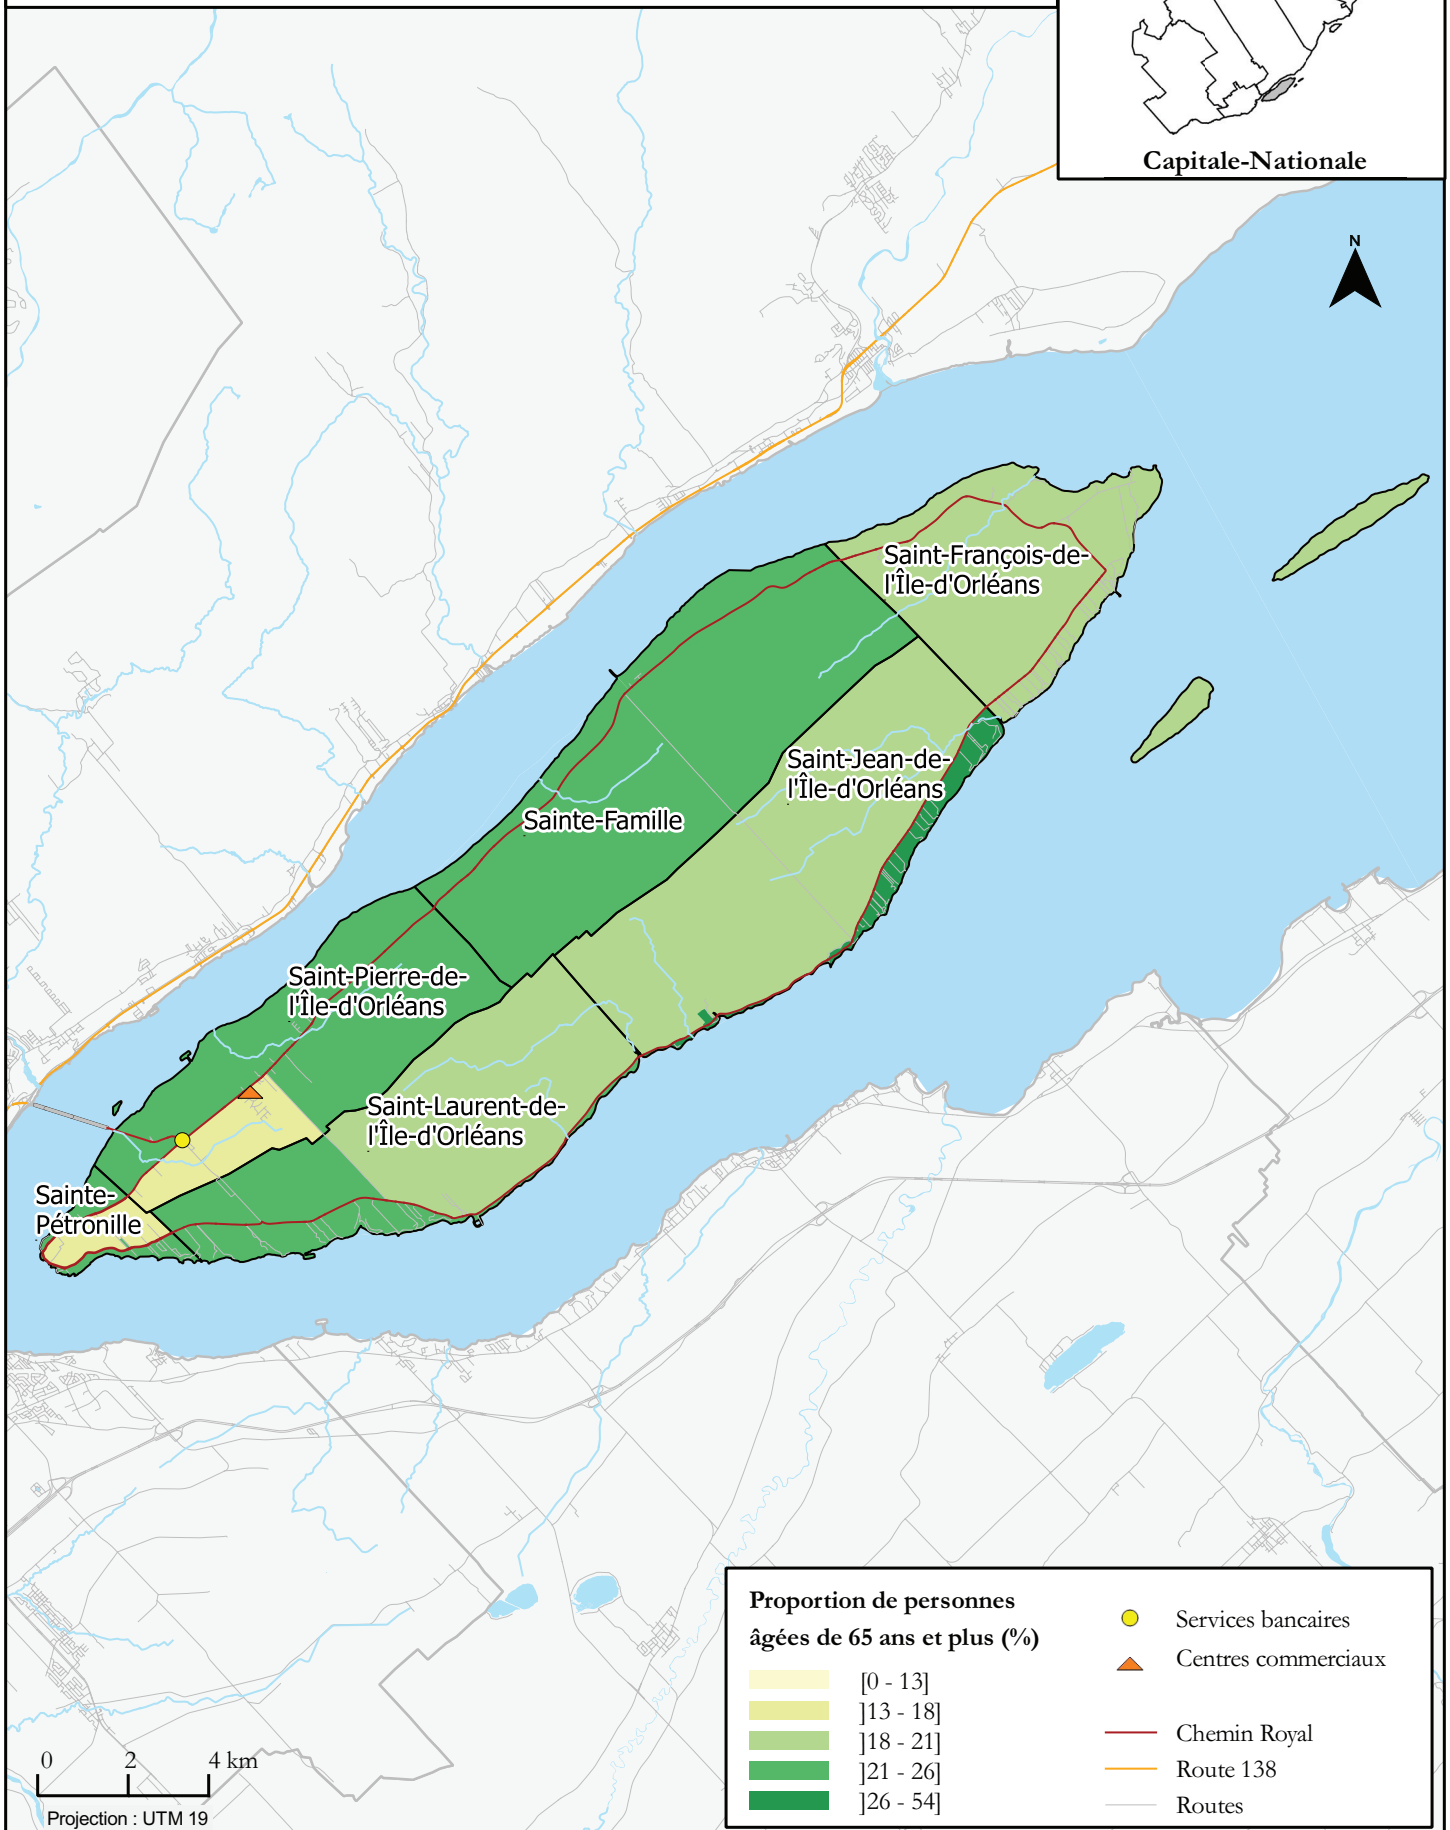 Capitale-Nationale
N
Saint-François-de-
l'Île-d'Orléans
Saint-Jean-de-
l'Île-d'Orléans
Sainte-Famille
Saint-Pierre-de-
l'Île-d'Orléans
Saint-Laurent-de-
l'Île-d'Orléans
Sainte-
Pétronille
Proportion de personnes
âgées de 65 ans et plus (%)
[0 - 13]
]13 - 18]
]18 - 21]
]21 - 26]
]26 - 54]
Services bancaires
Centres commerciaux
Chemin Royal
Route 138
Routes
0 2 4 km
Projection : UTM 19